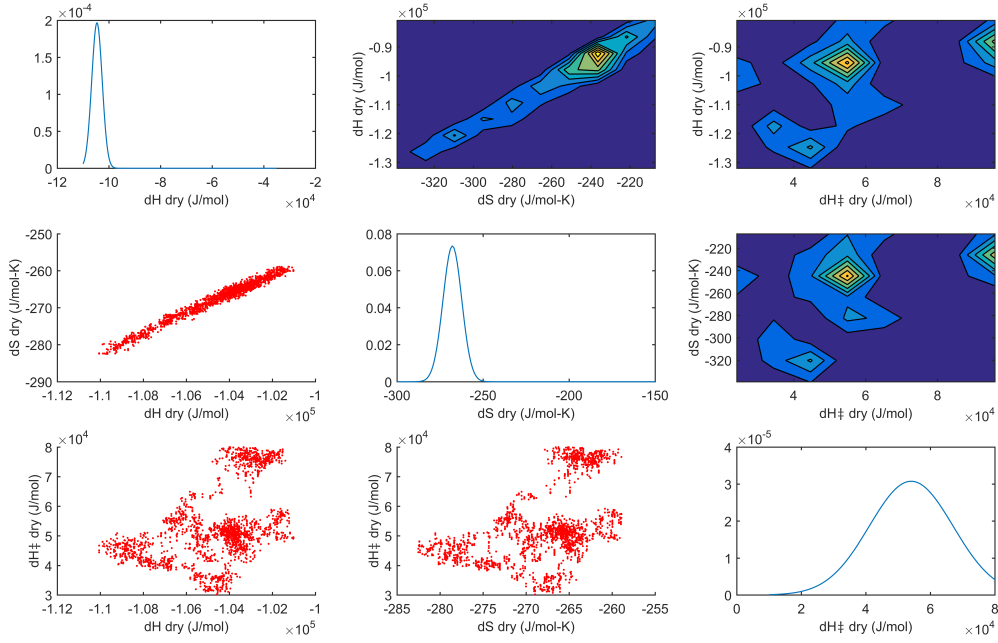 ×10⁻⁴
2
1.5
1
0.5
0
-12 -10 -8 -6 -4 -2
dH dry (J/mol)
×10⁴
×10⁵
dH dry (J/mol)
-0.9
-1
-1.1
-1.2
-1.3
-320 -300 -280 -260 -240 -220
dS dry (J/mol-K)
×10⁵
dH dry (J/mol)
-0.9
-1
-1.1
-1.2
-1.3
4 6 8
dH‡ dry (J/mol)
×10⁴
dS dry (J/mol-K)
-250
-260
-270
-280
-290
-1.12 -1.1 -1.08 -1.06 -1.04 -1.02 -1
dH dry (J/mol)
×10⁵
0.08
0.06
0.04
0.02
0
-300 -250 -200 -150
dS dry (J/mol-K)
dS dry (J/mol-K)
-220
-240
-260
-280
-300
-320
4 6 8
dH‡ dry (J/mol)
×10⁴
×10⁴
dH‡ dry (J/mol)
8
7
6
5
4
3
-1.12 -1.1 -1.08 -1.06 -1.04 -1.02 -1
dH dry (J/mol)
×10⁵
×10⁴
dH‡ dry (J/mol)
8
7
6
5
4
3
-285 -280 -275 -270 -265 -260 -255
dS dry (J/mol-K)
×10⁻⁵
4
3
2
1
0
0 2 4 6 8
dH‡ dry (J/mol)
×10⁴